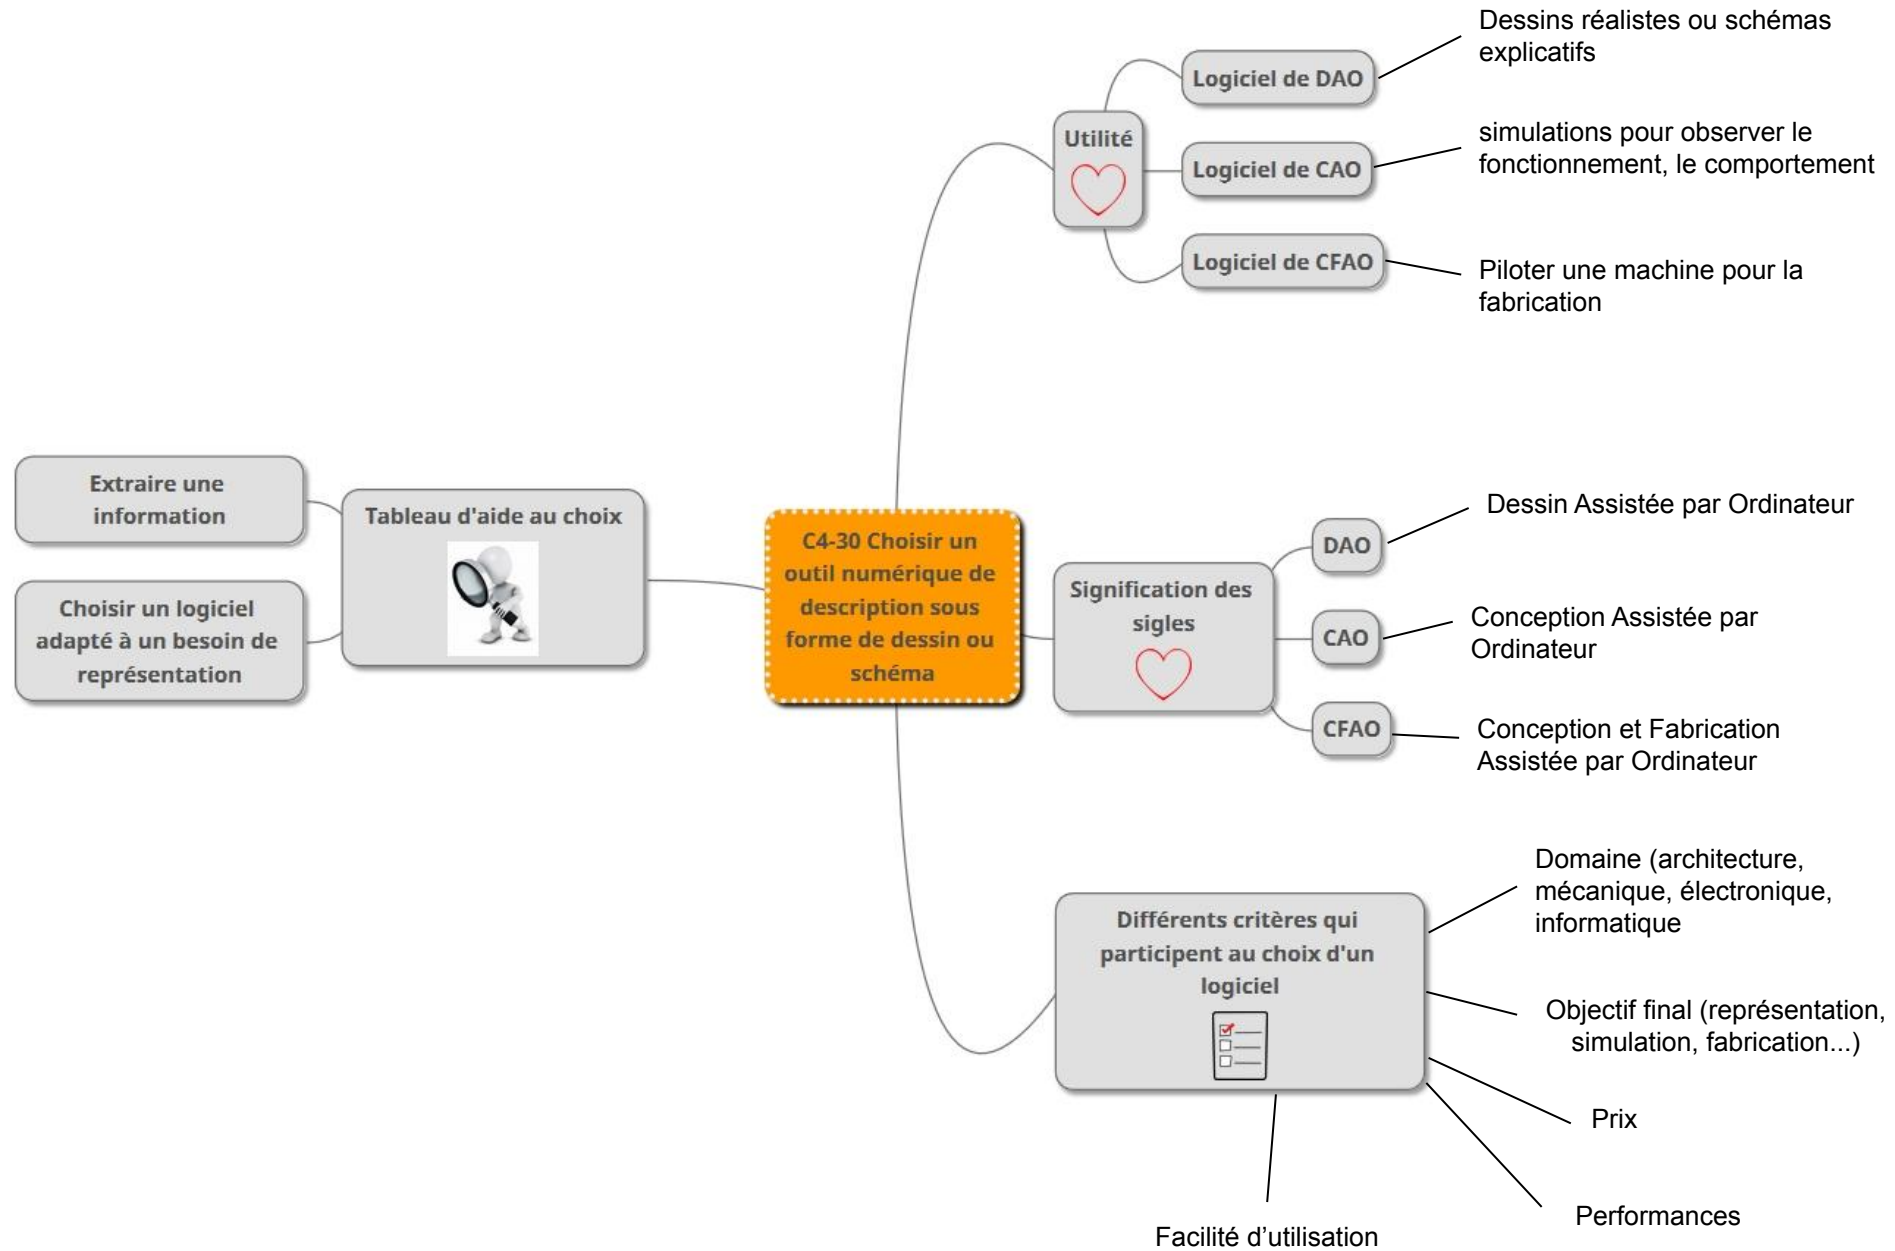 Dessins réalistes ou schémas
explicatifs
Logiciel de DAO
Utilité
simulations pour observer le
fonctionnement, le comportement
Logiciel de CAO
Logiciel de CFAO
Piloter une machine pour la
fabrication
Extraire une
information
Choisir un logiciel
adapté à un besoin de
représentation
Tableau d'aide au choix
C4-30 Choisir un
outil numérique de
description sous
forme de dessin ou
schéma
Signification des
sigles
DAO
Dessin Assistée par Ordinateur
CAO
Conception Assistée par
Ordinateur
CFAO
Conception et Fabrication
Assistée par Ordinateur
Différents critères qui
participent au choix d'un
logiciel
Domaine (architecture,
mécanique, électronique,
informatique
Objectif final (représentation,
simulation, fabrication...)
Prix
Performances
Facilité d’utilisation